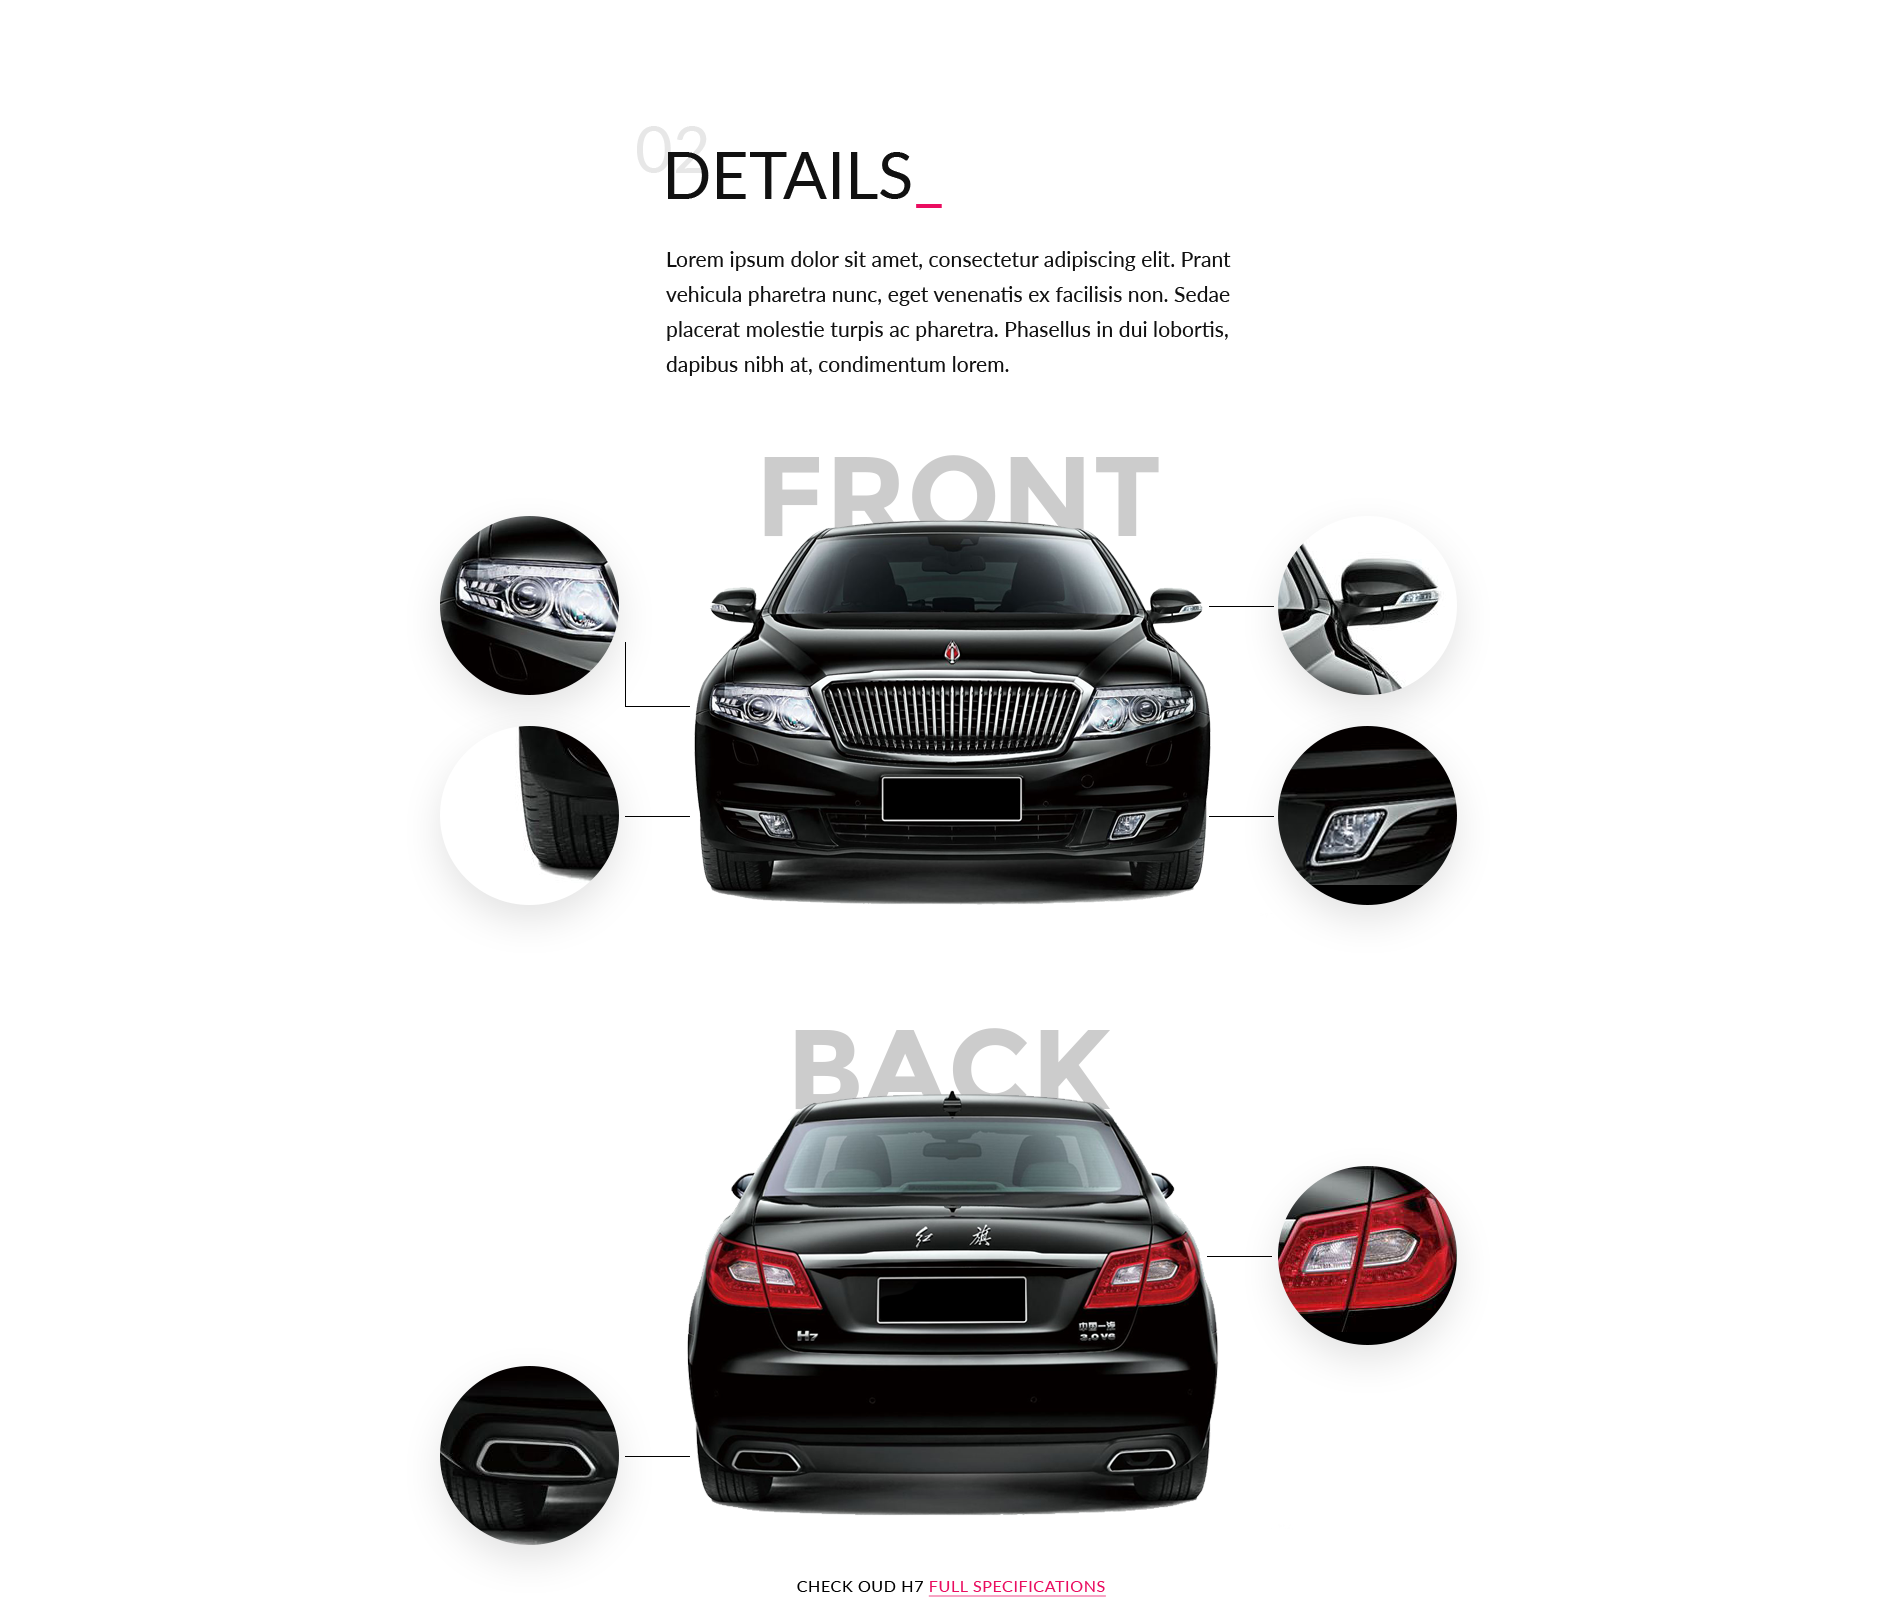 02
DETAILS_
Lorem ipsum dolor sit amet, consectetur adipiscing elit. Prant
vehicula pharetra nunc, eget venenatis ex facilisis non. Sedae
placerat molestie turpis ac pharetra. Phasellus in dui lobortis,
dapibus nibh at, condimentum lorem.
FRONT
BACK
红 旗
H7
中国一汽
3.0 V6
CHECK OUD H7 FULL SPECIFICATIONS